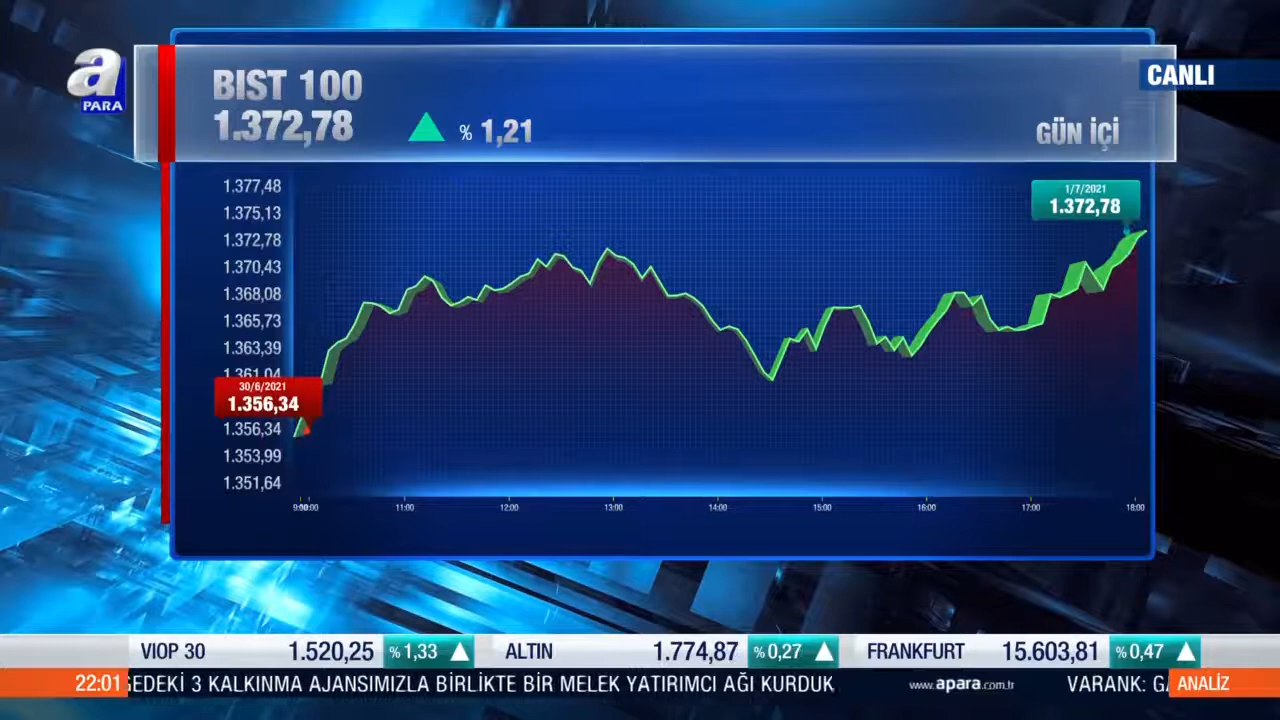 a
PARA
BIST 100
1.372,78
% 1,21
GÜN İÇİ
CANLI
1.377,48
1.375,13
1.372,78
1.370,43
1.368,08
1.365,73
1.363,39
1.361,04
1.356,34
1.353,99
1.351,64
30/6/2021
1.356,34
1/7/2021
1.372,78
11:00
12:00
13:00
14:00
15:00
16:00
17:00
18:00
VIOP 30 1.520,25 % 1,33
ALTIN 1.774,87 % 0,27
FRANKFURT 15.603,81 % 0,47
22:01
3 KALKINMA AJANSIMIZLA BİRLİKTE BİR MELEK YATIRIMCI AĞI KURDUK
www.apara.com.tr
VARANK:
ANALİZ